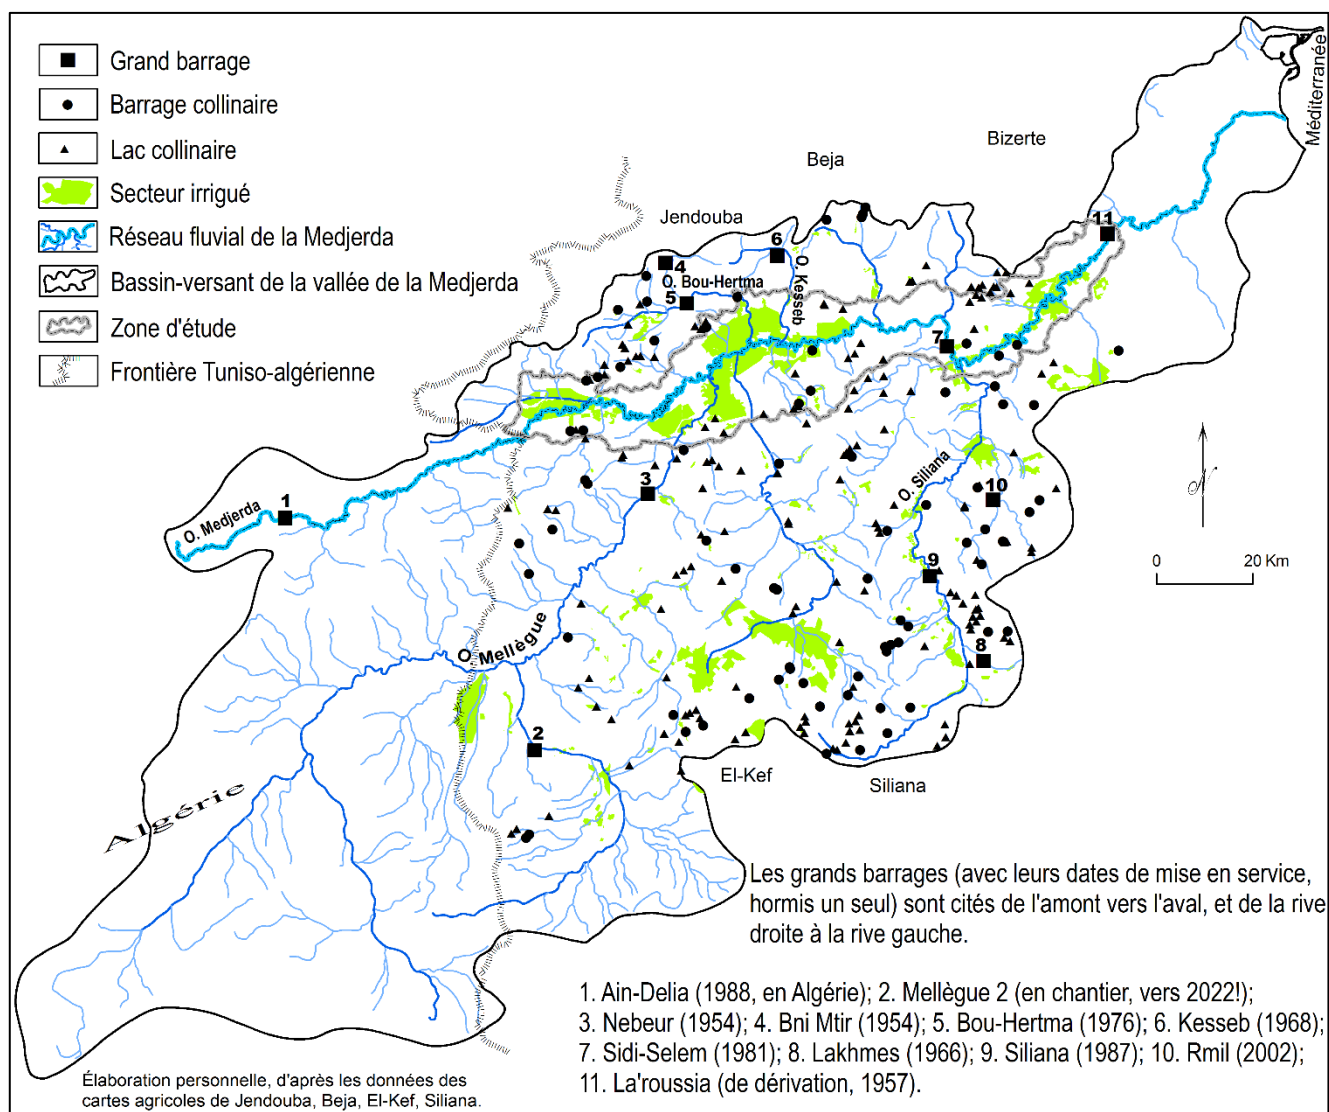 Grand barrage
Barrage collinaire
Lac collinaire
Secteur irrigué
Réseau fluvial de la Medjerda
Bassin-versant de la vallée de la Medjerda
Zone d'étude
Frontière Tuniso-algérienne
Méditerranée
Bizerte
Beja
Jendouba
11
6
4
O. Bou-Hertma
O. Kesseb
5
7
3
O. Siliana
10
1
O. Medjerda
9
O. Mellègue
8
2
0 20 Km
El-Kef
Siliana
Algérie
Les grands barrages (avec leurs dates de mise en service,
hormis un seul) sont cités de l'amont vers l'aval, et de la rive
droite à la rive gauche.
1. Ain-Delia (1988, en Algérie); 2. Mellègue 2 (en chantier, vers 2022!);
3. Nebeur (1954); 4. Bni Mtir (1954); 5. Bou-Hertma (1976); 6. Kesseb (1968);
7. Sidi-Selem (1981); 8. Lakhmes (1966); 9. Siliana (1987); 10. Rmil (2002);
11. La'roussia (de dérivation, 1957).
Élaboration personnelle, d'après les données des
cartes agricoles de Jendouba, Beja, El-Kef, Siliana.